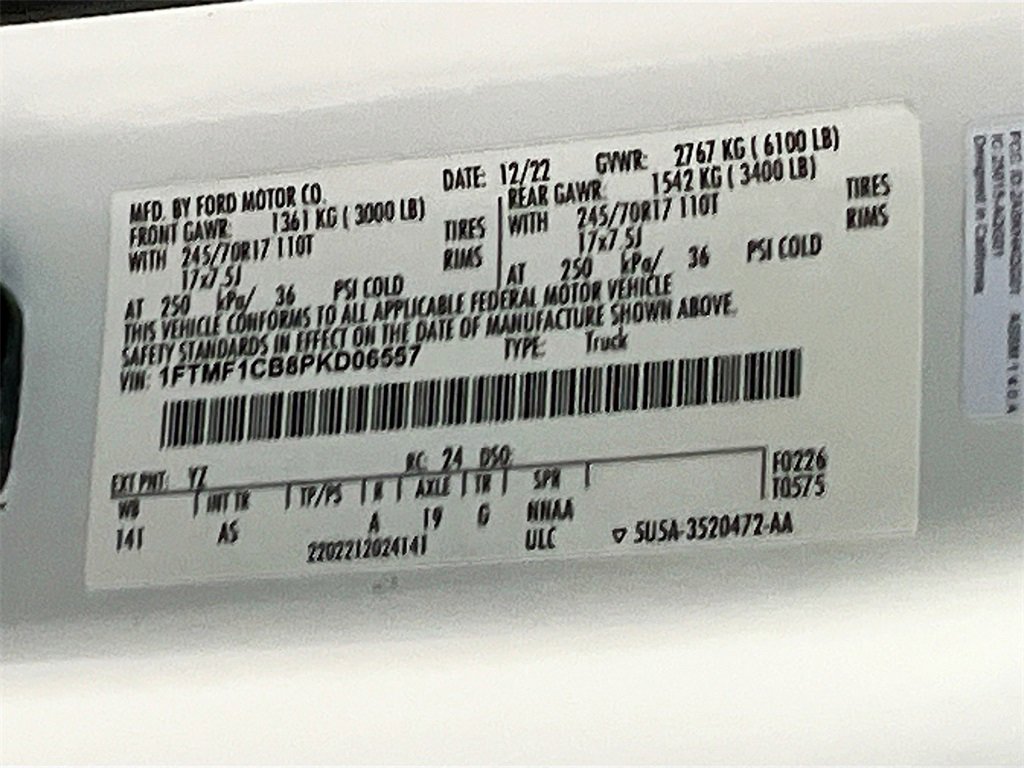 MFD. BY FORD MOTOR CO.
DATE: 12/22
GVWR: 2767 KG ( 6100 LB)
FRONT GAWR: 1361 KG ( 3000 LB)
WITH 245/70R17 110T TIRES
17x7.5J RIMS
AT 250 kPa/ 36 PSI COLD
REAR GAWR: 1542 KG ( 3400 LB)
WITH 245/70R17 110T TIRES
17x7.5J RIMS
AT 250 kPa/ 36 PSI COLD
THIS VEHICLE CONFORMS TO ALL APPLICABLE FEDERAL MOTOR VEHICLE
SAFETY STANDARDS IN EFFECT ON THE DATE OF MANUFACTURE SHOWN ABOVE.
VIN: 1FTMF1CB8PKD06557 TYPE: Truck
EXT PNT: YZ RC: 24 DSO:
WB INT TR TP/PS R AXLE TR SPR
141 AS A 19 G NNAA
2202212024141 ULC
F0226
T0575
▽ 5U5A-3520472-AA
Designed in California